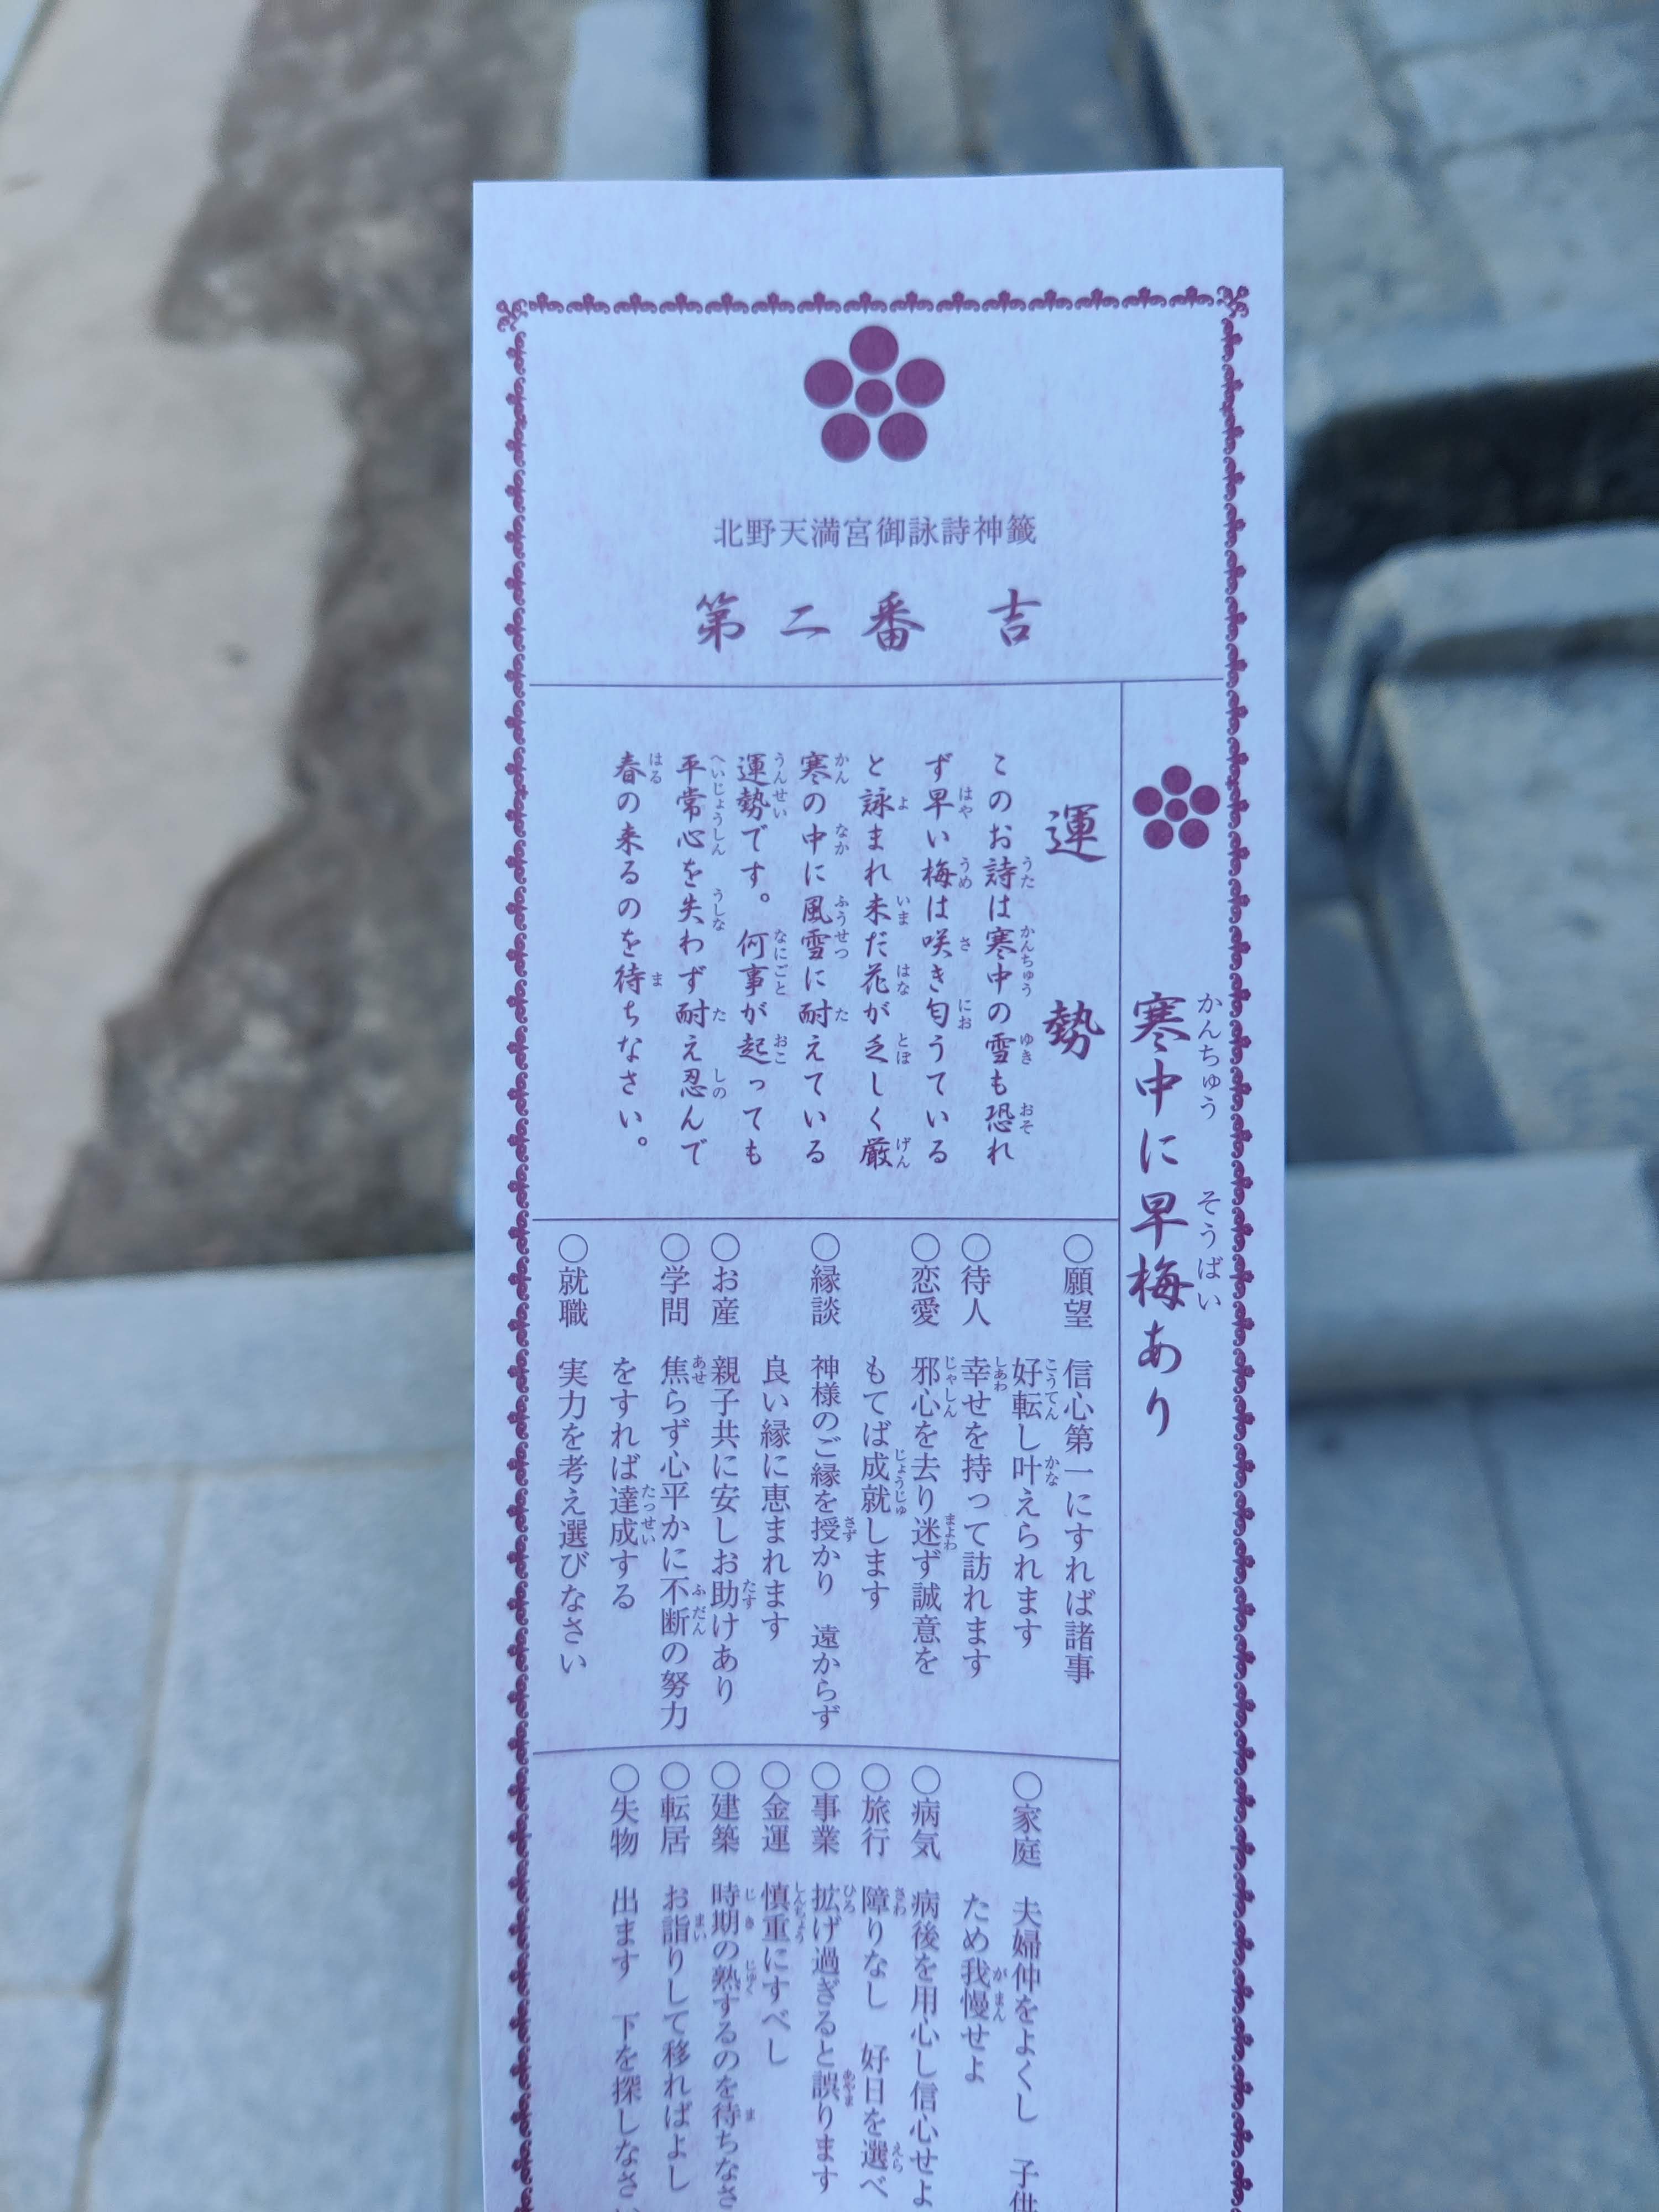 北野天満宮御詠詩神籤
第二番 吉
寒中に早梅あり
運勢
このお詩は寒中の雪も恐れ
ず早い梅は咲き匂うている
と詠まれ未だ花が乏しく厳
寒の中に風雪に耐えている
運勢です。何事が起っても
平常心を失わず耐え忍んで
春の来るのを待ちなさい。
○願望 信心第一にすれば諸事
好転し叶えられます
○待人 幸せを持って訪れます
○恋愛 邪心を去り迷ず誠意を
もてば成就します
○縁談 神様のご縁を授かり 遠からず
良い縁に恵まれます
○お産 親子共に安しお助けあり
○学問 焦らず心平かに不断の努力
をすれば達成する
○就職 実力を考え選びなさい
○家庭 夫婦仲をよくし 子供
ため我慢せよ
○病気 病後を用心し信心せよ
○旅行 障りなし 好日を選べ
○事業 拡げ過ぎると誤ります
○金運 慎重にすべし
○建築 時期の熟するのを待ちなさ
○転居 お詣りして移ればよし
○失物 出ます 下を探しなさい